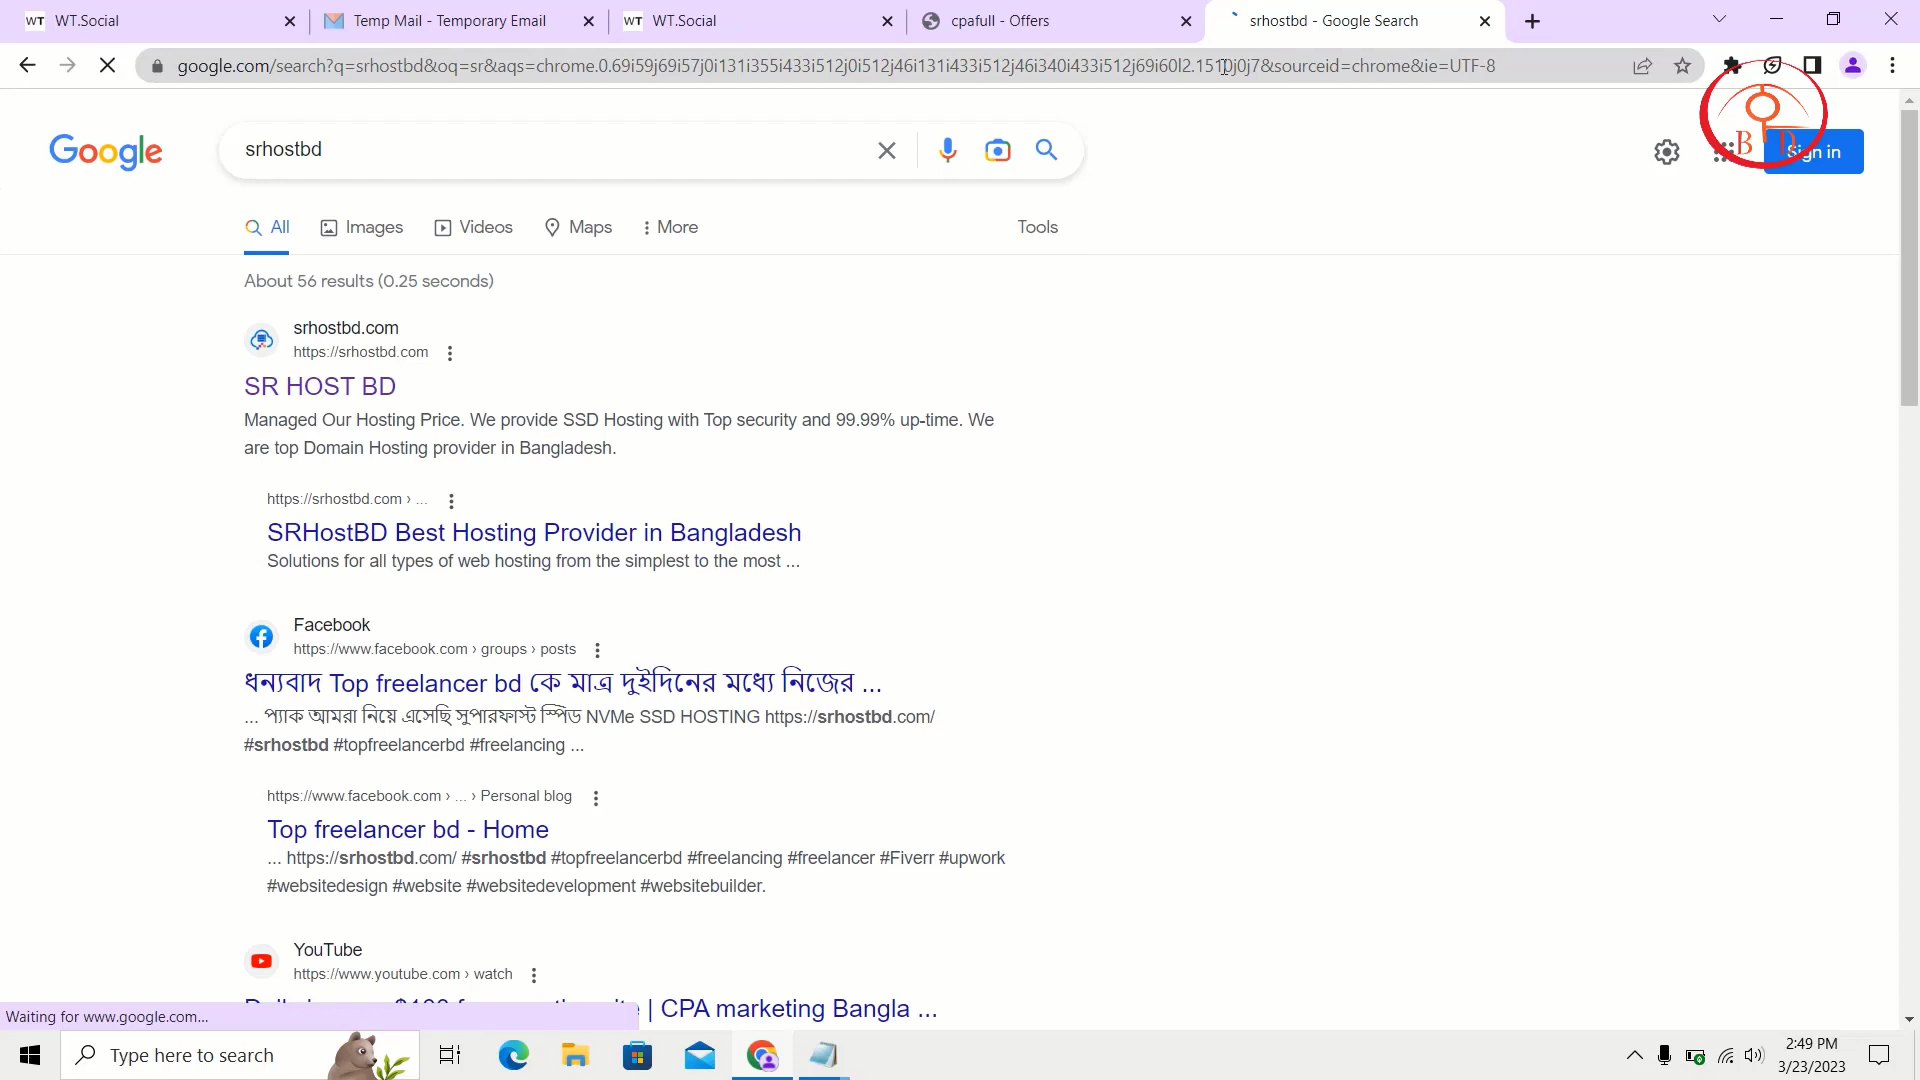 WT WT.Social
Temp Mail - Temporary Email
WT WT.Social
cpafull - Offers
srhostbd - Google Search
google.com/search?q=srhostbd&oq=sr&aqs=chrome.0.69i59j69i57j0i131i355i433i512j0i512j46i131i433i512j46i340i433i512j69i60l2.1510j0j7&sourceid=chrome&ie=UTF-8
Google
srhostbd
B D
Sign in
All
Images
Videos
Maps
More
Tools
About 56 results (0.25 seconds)
srhostbd.com
https://srhostbd.com
SR HOST BD
Managed Our Hosting Price. We provide SSD Hosting with Top security and 99.99% up-time. We
are top Domain Hosting provider in Bangladesh.
https://srhostbd.com › ...
SRHostBD Best Hosting Provider in Bangladesh
Solutions for all types of web hosting from the simplest to the most ...
Facebook
https://www.facebook.com › groups › posts
ধন্যবাদ Top freelancer bd কে মাত্র দুইদিনের মধ্যে নিজের ...
... প্যাক আমরা নিয়ে এসেছি সুপারফাস্ট স্পিড NVMe SSD HOSTING https://srhostbd.com/
#srhostbd #topfreelancerbd #freelancing ...
https://www.facebook.com › ... › Personal blog
Top freelancer bd - Home
... https://srhostbd.com/ #srhostbd #topfreelancerbd #freelancing #freelancer #Fiverr #upwork
#websitedesign #website #websitedevelopment #websitebuilder.
YouTube
https://www.youtube.com › watch
| CPA marketing Bangla ...
Waiting for www.google.com...
Type here to search
2:49 PM
3/23/2023